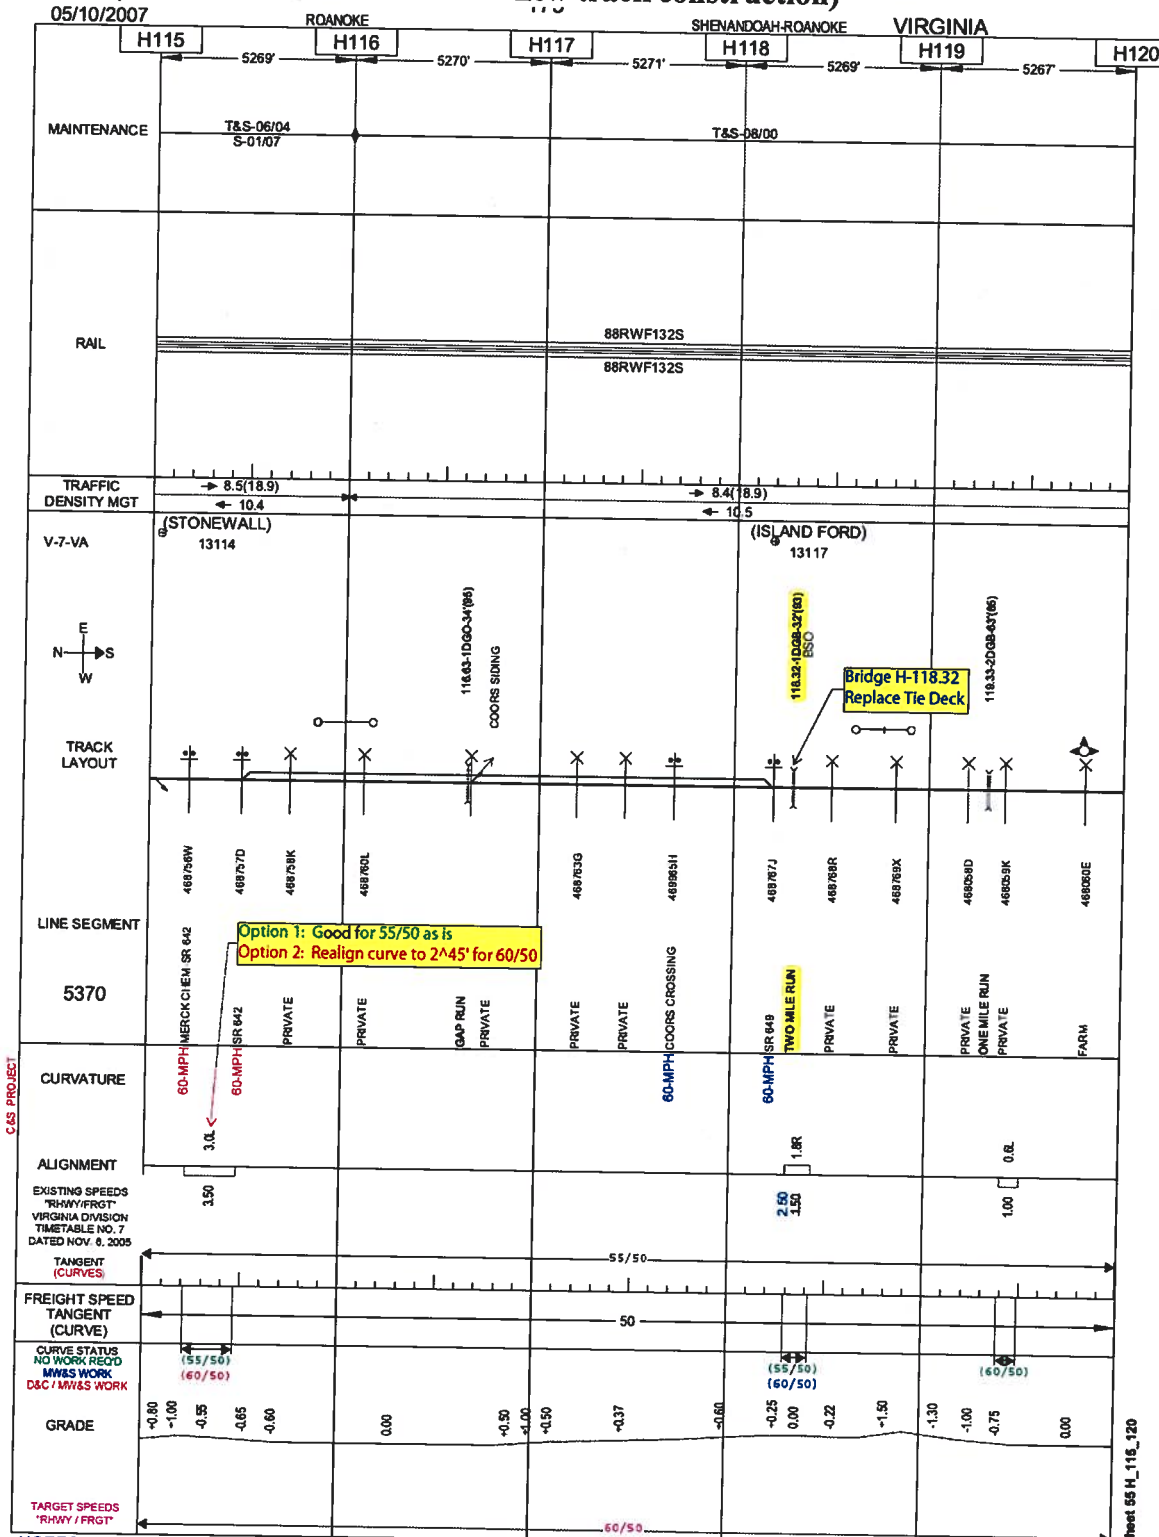 05/10/2007
ROANOKE
SHENANDOAH-ROANOKE
VIRGINIA
H115
H116
H117
H118
H119
H120
5269'
5270'
5271'
5269'
5267'
MAINTENANCE
T&S-06/04
S-01/07
T&S-08/00
RAIL
88RWF132S
88RWF132S
TRAFFIC
DENSITY MGT
8.5(18.9)
10.4
8.4(18.9)
10.5
V-7-VA
(STONEWALL)
13114
(ISLAND FORD)
13117
E
N
S
W
116.63-1DGO-34'(95)
COORS SIDING
118.32-1DGB-32'(93)
BSO
119.33-2DGB-63'(85)
Bridge H-118.32
Replace Tie Deck
TRACK
LAYOUT
468756W
468757D
468758K
468760L
468763G
469965H
468767J
468768R
468769X
468058D
468059K
468060E
LINE SEGMENT
5370
Option 1: Good for 55/50 as is
Option 2: Realign curve to 2^45' for 60/50
60-MPH MERCK CHEM SR 642
60-MPH SR 642
PRIVATE
PRIVATE
GAP RUN
PRIVATE
PRIVATE
PRIVATE
60-MPH COORS CROSSING
60-MPH SR 649
TWO MILE RUN
PRIVATE
PRIVATE
PRIVATE
ONE MILE RUN
PRIVATE
FARM
C&S PROJECT
CURVATURE
3.0L
1.8R
0.6L
ALIGNMENT
3.50
2.50
1.00
EXISTING SPEEDS
"RHWY/FRGT"
VIRGINIA DIVISION
TIMETABLE NO. 7
DATED NOV. 6, 2005
TANGENT
(CURVES)
55/50
FREIGHT SPEED
TANGENT
(CURVE)
50
CURVE STATUS
NO WORK REQ'D
MW&S WORK
D&C / MW&S WORK
(55/50)
(60/50)
(55/50)
(60/50)
(60/50)
GRADE
+0.80
-1.00
-0.55
-0.65
-0.60
0.00
+0.50
+1.00
+0.50
+0.37
+0.60
+0.25
0.00
-0.22
+1.50
-1.30
-1.00
-0.75
0.00
TARGET SPEEDS
"RHWY / FRGT"
60/50
heet 55 H_115_120